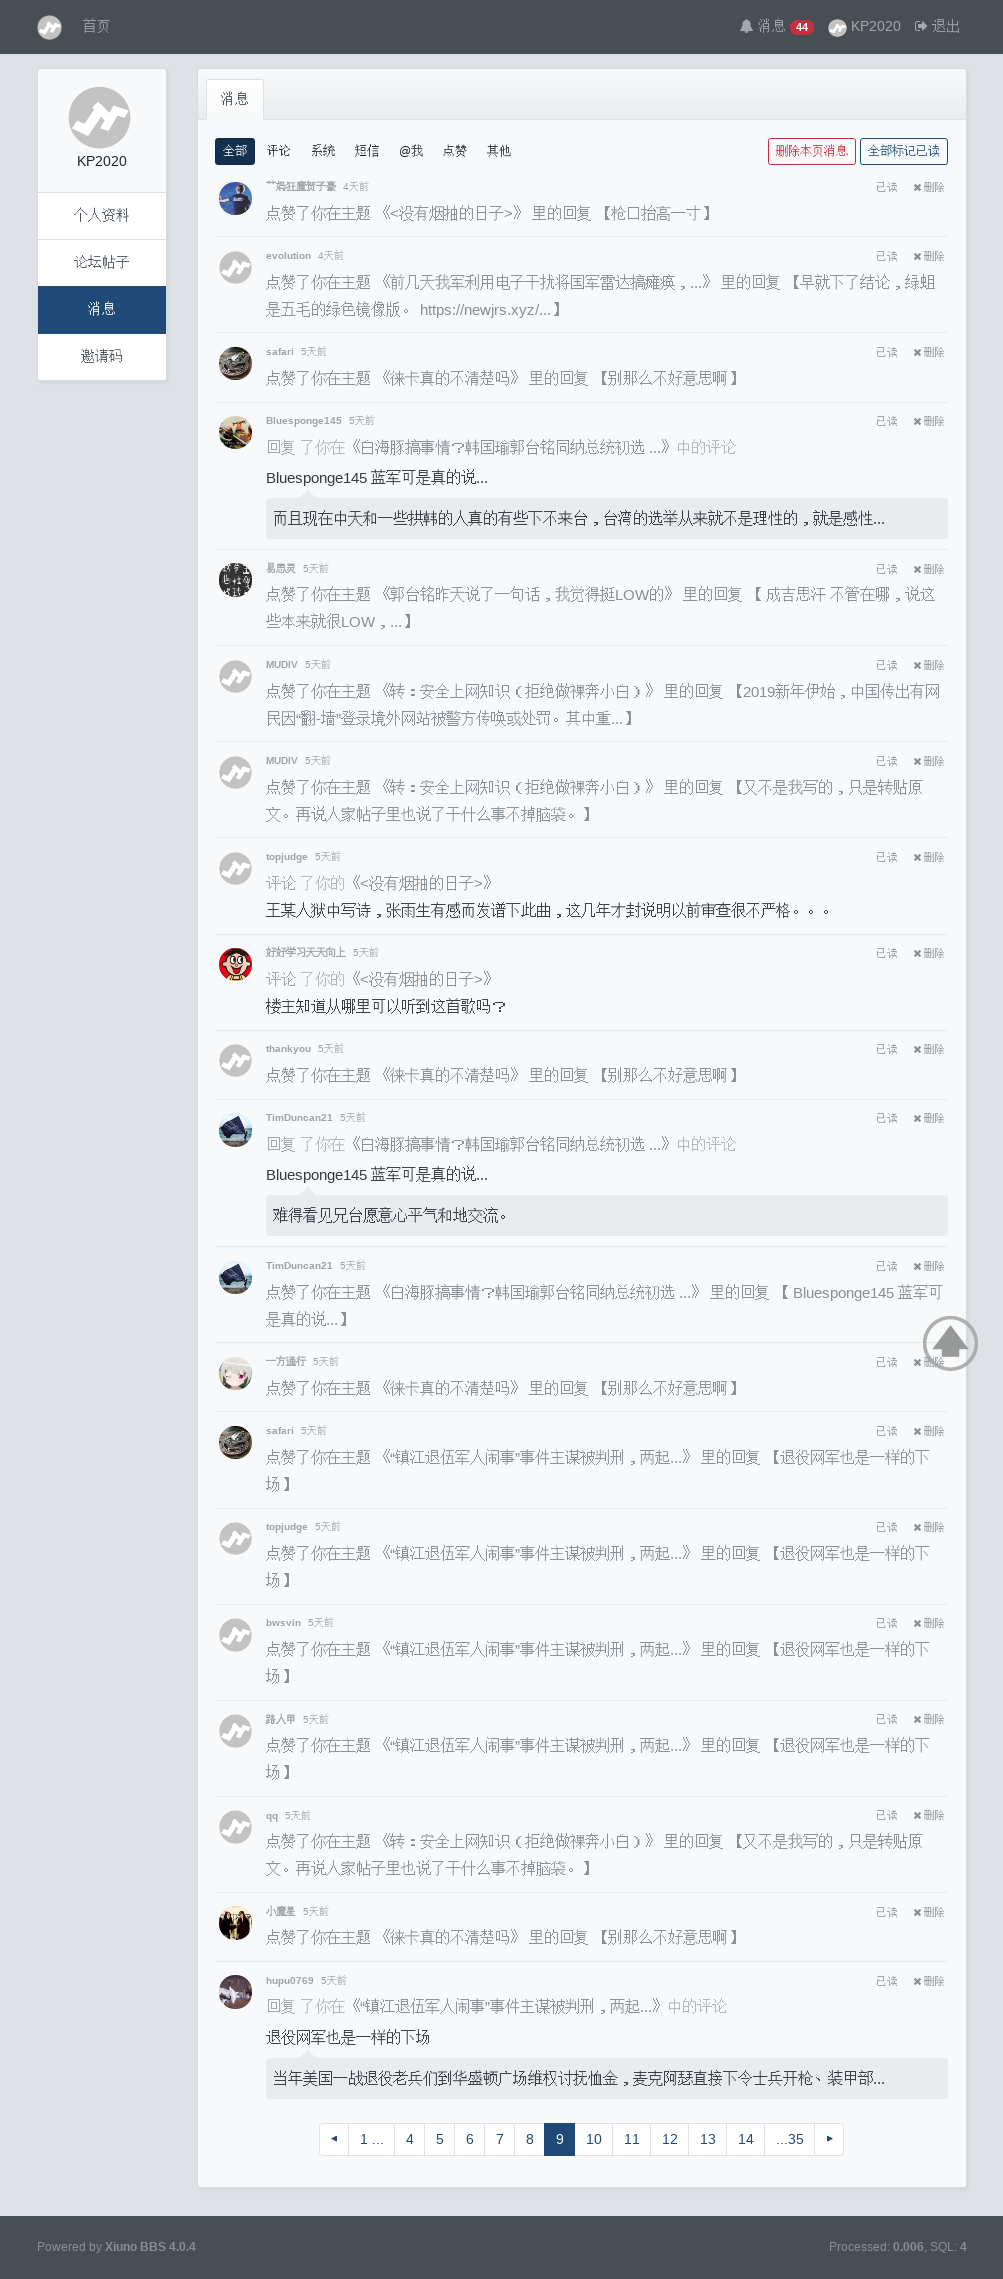 首页
消息 44 KP2020 退出
KP2020
个人资料
论坛帖子
消息
邀请码
消息
全部 评论 系统 短信 @我 点赞 其他
删除本页消息 全部标记已读
艹妈狂魔贺子豪 4天前 已读 ✖删除
点赞了你在主题 《<没有烟抽的日子>》 里的回复 【枪口抬高一寸】
evolution 4天前 已读 ✖删除
点赞了你在主题 《前几天我军利用电子干扰将国军雷达搞瘫痪，...》 里的回复 【早就下了结论，绿蛆
是五毛的绿色镜像版。 https://newjrs.xyz/...】
safari 5天前 已读 ✖删除
点赞了你在主题 《徕卡真的不清楚吗》 里的回复 【别那么不好意思啊】
Bluesponge145 5天前 已读 ✖删除
回复 了你在《白海豚搞事情？韩国瑜郭台铭同纳总统初选 ...》中的评论
Bluesponge145 蓝军可是真的说...
而且现在中天和一些拱韩的人真的有些下不来台，台湾的选举从来就不是理性的，就是感性...
易思灵 5天前 已读 ✖删除
点赞了你在主题 《郭台铭昨天说了一句话，我觉得挺LOW的》 里的回复 【 成吉思汗 不管在哪，说这
些本来就很LOW，...】
MUDIV 5天前 已读 ✖删除
点赞了你在主题 《转：安全上网知识（拒绝做裸奔小白）》 里的回复 【2019新年伊始，中国传出有网
民因“翻-墙”登录境外网站被警方传唤或处罚。其中重...】
MUDIV 5天前 已读 ✖删除
点赞了你在主题 《转：安全上网知识（拒绝做裸奔小白）》 里的回复 【又不是我写的，只是转贴原
文。再说人家帖子里也说了干什么事不掉脑袋。】
topjudge 5天前 已读 ✖删除
评论 了你的《<没有烟抽的日子>》
王某人狱中写诗，张雨生有感而发谱下此曲，这几年才封说明以前审查很不严格。。。
好好学习天天向上 5天前 已读 ✖删除
评论 了你的《<没有烟抽的日子>》
楼主知道从哪里可以听到这首歌吗？
thankyou 5天前 已读 ✖删除
点赞了你在主题 《徕卡真的不清楚吗》 里的回复 【别那么不好意思啊】
TimDuncan21 5天前 已读 ✖删除
回复 了你在《白海豚搞事情？韩国瑜郭台铭同纳总统初选 ...》中的评论
Bluesponge145 蓝军可是真的说...
难得看见兄台愿意心平气和地交流。
TimDuncan21 5天前 已读 ✖删除
点赞了你在主题 《白海豚搞事情？韩国瑜郭台铭同纳总统初选 ...》 里的回复 【 Bluesponge145 蓝军可
是真的说...】
一方通行 5天前 已读 ✖删除
点赞了你在主题 《徕卡真的不清楚吗》 里的回复 【别那么不好意思啊】
safari 5天前 已读 ✖删除
点赞了你在主题 《“镇江退伍军人闹事”事件主谋被判刑，两起...》 里的回复 【退役网军也是一样的下
场】
topjudge 5天前 已读 ✖删除
点赞了你在主题 《“镇江退伍军人闹事”事件主谋被判刑，两起...》 里的回复 【退役网军也是一样的下
场】
bwsvin 5天前 已读 ✖删除
点赞了你在主题 《“镇江退伍军人闹事”事件主谋被判刑，两起...》 里的回复 【退役网军也是一样的下
场】
路人甲 5天前 已读 ✖删除
点赞了你在主题 《“镇江退伍军人闹事”事件主谋被判刑，两起...》 里的回复 【退役网军也是一样的下
场】
qq 5天前 已读 ✖删除
点赞了你在主题 《转：安全上网知识（拒绝做裸奔小白）》 里的回复 【又不是我写的，只是转贴原
文。再说人家帖子里也说了干什么事不掉脑袋。】
小魔星 5天前 已读 ✖删除
点赞了你在主题 《徕卡真的不清楚吗》 里的回复 【别那么不好意思啊】
hupu0769 5天前 已读 ✖删除
回复 了你在《“镇江退伍军人闹事”事件主谋被判刑，两起...》中的评论
退役网军也是一样的下场
当年美国一战退役老兵们到华盛顿广场维权讨抚恤金，麦克阿瑟直接下令士兵开枪、装甲部...
◂ 1 ... 4 5 6 7 8 9 10 11 12 13 14 ...35 ▸
Powered by Xiuno BBS 4.0.4 Processed: 0.006, SQL: 4